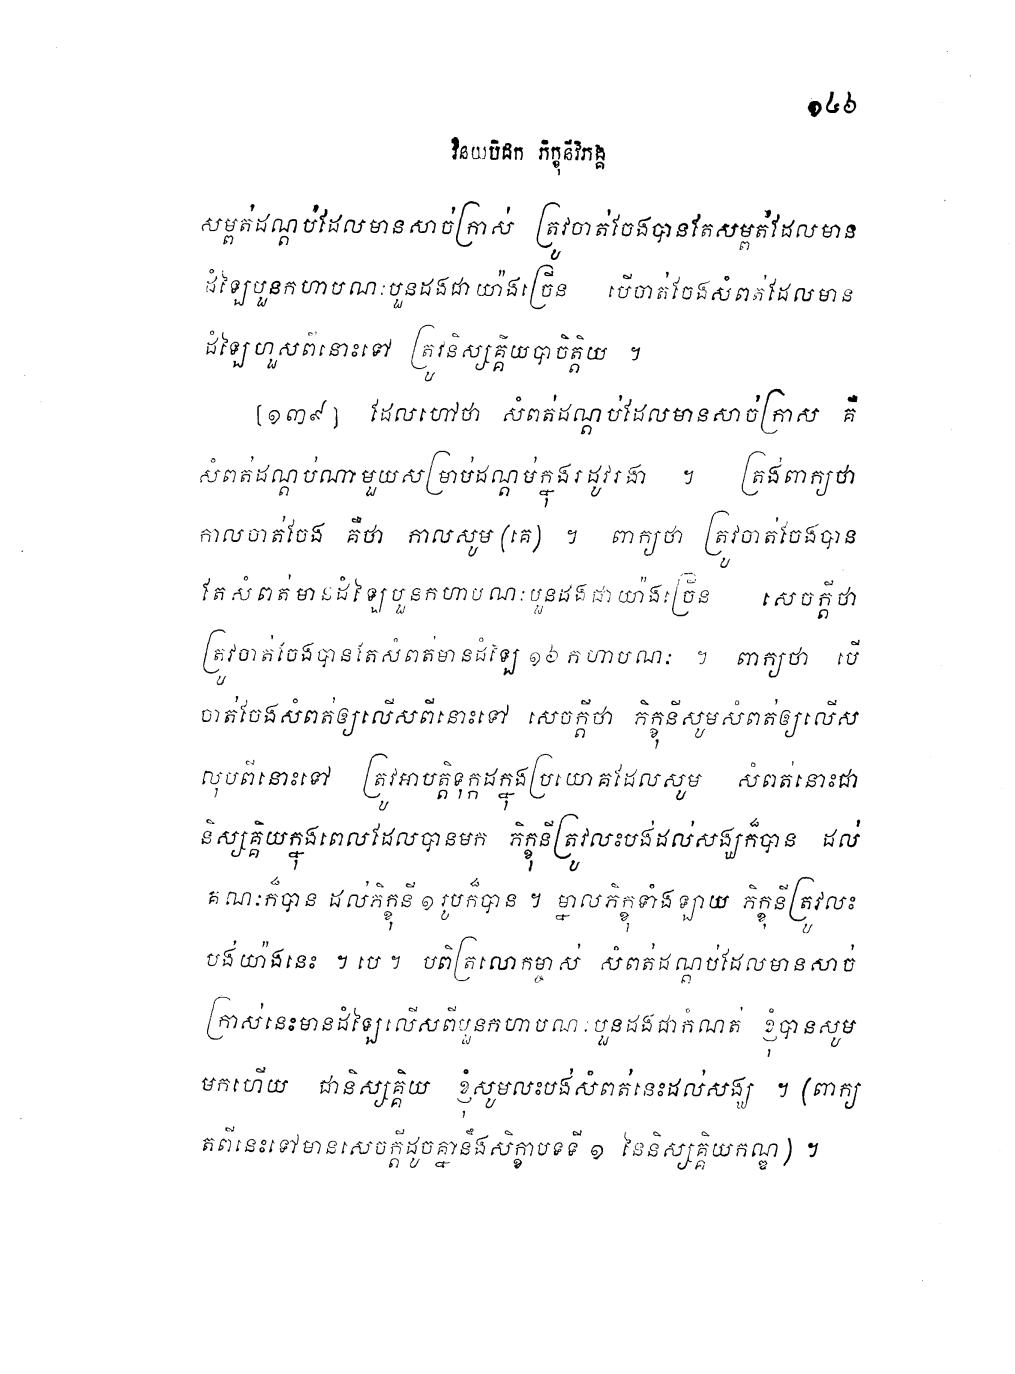 ១៤៦
វិនយបិដក ភិក្ខុនីវិភង្គ
សម្ពត់ដណ្តប់ដែលមានសាច់ក្រាស់ ត្រូវចាត់ចែងបានតែសម្ពត់ដែលមាន
ដំឡៃបួនកហាបណៈបួនដងជាយ៉ាងច្រើន បើចាត់ចែងសំពត់ដែលមាន
ដំឡៃហួសពីនោះទៅ ត្រូវនិស្សគ្គិយបាចិត្តិយ ។
[១៣៩] ដែលហៅថា សំពត់ដណ្តប់ដែលមានសាច់ក្រាស គឺ
សំពត់ដណ្តប់ណាមួយសម្រាប់ដណ្តប់ក្នុងរដូវរងា ។ ត្រង់ពាក្យថា
កាលចាត់ចែង គឺថា កាលសូម (គេ) ។ ពាក្យថា ត្រូវចាត់ចែងបាន
តែសំពត់មានដំឡៃបួនកហាបណៈបួនដងជាយ៉ាងច្រើន សេចក្តីថា
ត្រូវចាត់ចែងបានតែសំពត់មានដំឡៃ ១៦ កហាបណៈ ។ ពាក្យថា បើ
ចាត់ចែងសំពត់ឲ្យលើសពីនោះទៅ សេចក្តីថា ភិក្ខុនីសូមសំពត់ឲ្យលើស
លុបពីនោះទៅ ត្រូវអាបត្តិទុក្កដក្នុងប្រយោគដែលសូម សំពត់នោះជា
និស្សគ្គិយក្នុងពេលដែលបានមក ភិក្ខុនីត្រូវលះបង់ដល់សង្ឃក៏បាន ដល់
គណៈក៏បាន ដល់ភិក្ខុនី ១ រូបក៏បាន ។ ម្នាលភិក្ខុទាំងឡាយ ភិក្ខុនីត្រូវលះ
បង់យ៉ាងនេះ ។ បេ ។ បពិត្រលោកម្ចាស់ សំពត់ដណ្តប់ដែលមានសាច់
ក្រាស់នេះមានដំឡៃលើសពីបួនកហាបណៈបួនដងជាកំណត់ ខ្ញុំបានសូម
មកហើយ ជានិស្សគ្គិយ ខ្ញុំសូមលះបង់សំពត់នេះដល់សង្ឃ ។ (ពាក្យ
តពីនេះទៅមានសេចក្តីដូចគ្នានឹងសិក្ខាបទទី ១ នៃនិស្សគ្គិយកណ្ឌ) ។